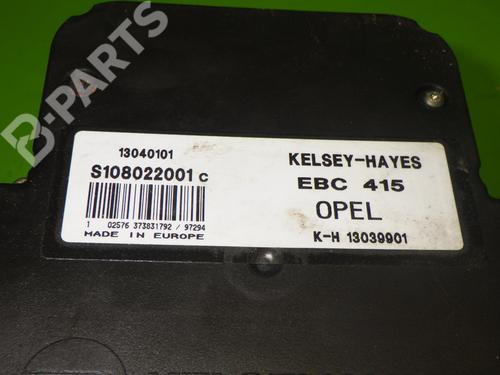 B-PARTS
13040101
S108022001 C
1 02576 373831792 / 97294
MADE IN EUROPE
KELSEY-HAYES
EBC 415
OPEL
K-H 13039901